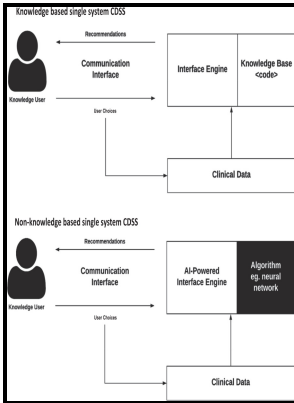 Knowledge based single system CDSS
Recommendations
Communication
Interface
Knowledge User
User Choices
Interface Engine
Knowledge Base
<code>
Clinical Data
Non-knowledge based single system CDSS
Recommendations
Communication
Interface
Knowledge User
User Choices
AI-Powered
Interface Engine
Algorithm
eg. neural
network
Clinical Data